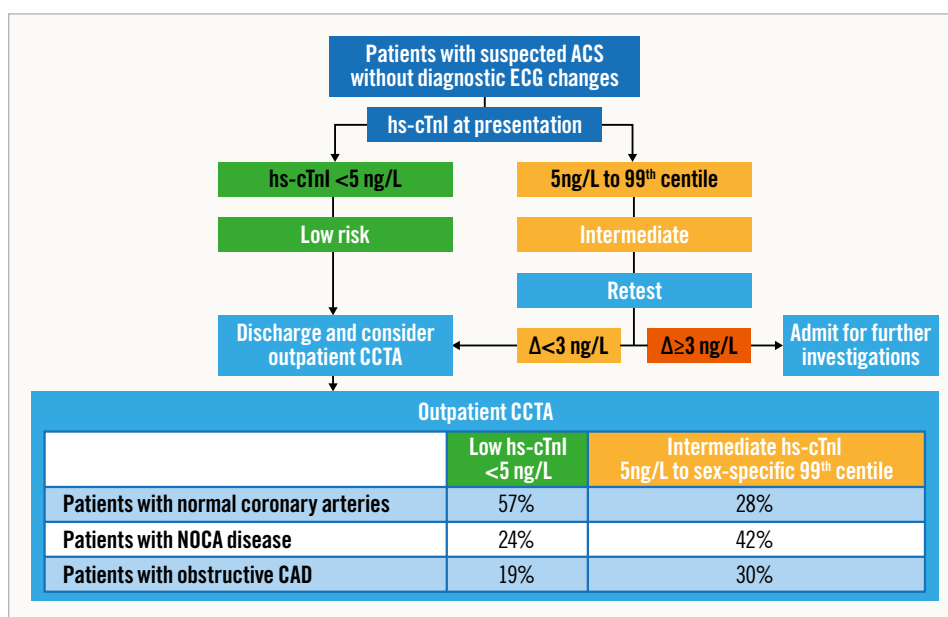 Patients with suspected ACS
without diagnostic ECG changes
hs-cTnI at presentation
hs-cTnI <5 ng/L
5ng/L to 99th centile
Low risk
Intermediate
Retest
Discharge and consider
outpatient CCTA
Δ<3 ng/L
Δ≥3 ng/L
Admit for further
investigations
Outpatient CCTA
Low hs-cTnI
<5 ng/L
Intermediate hs-cTnI
5ng/L to sex-specific 99th centile
Patients with normal coronary arteries 57% 28%
Patients with NOCA disease 24% 42%
Patients with obstructive CAD 19% 30%